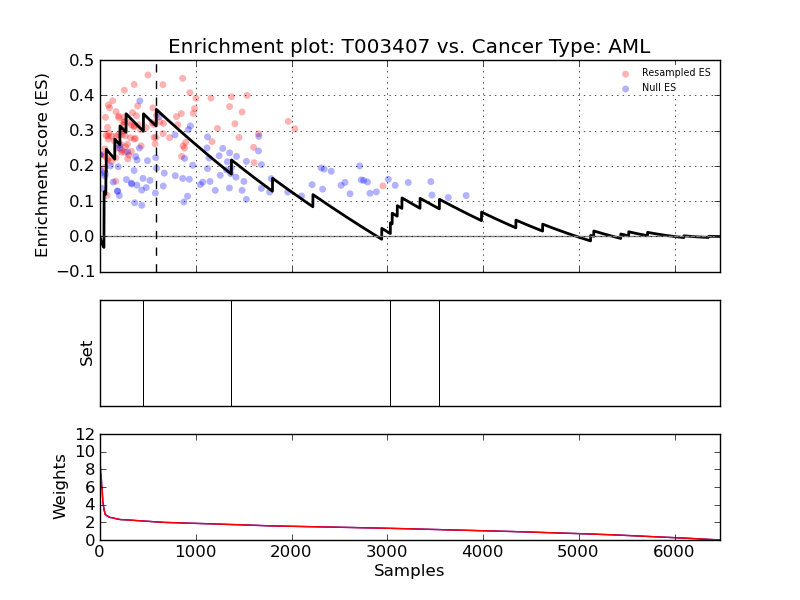 Enrichment plot: T003407 vs. Cancer Type: AML
Enrichment score (ES)
0.5
0.4
0.3
0.2
0.1
0.0
−0.1
Resampled ES
Null ES
Set
Weights
12
10
8
6
4
2
0
0 1000 2000 3000 4000 5000 6000
Samples